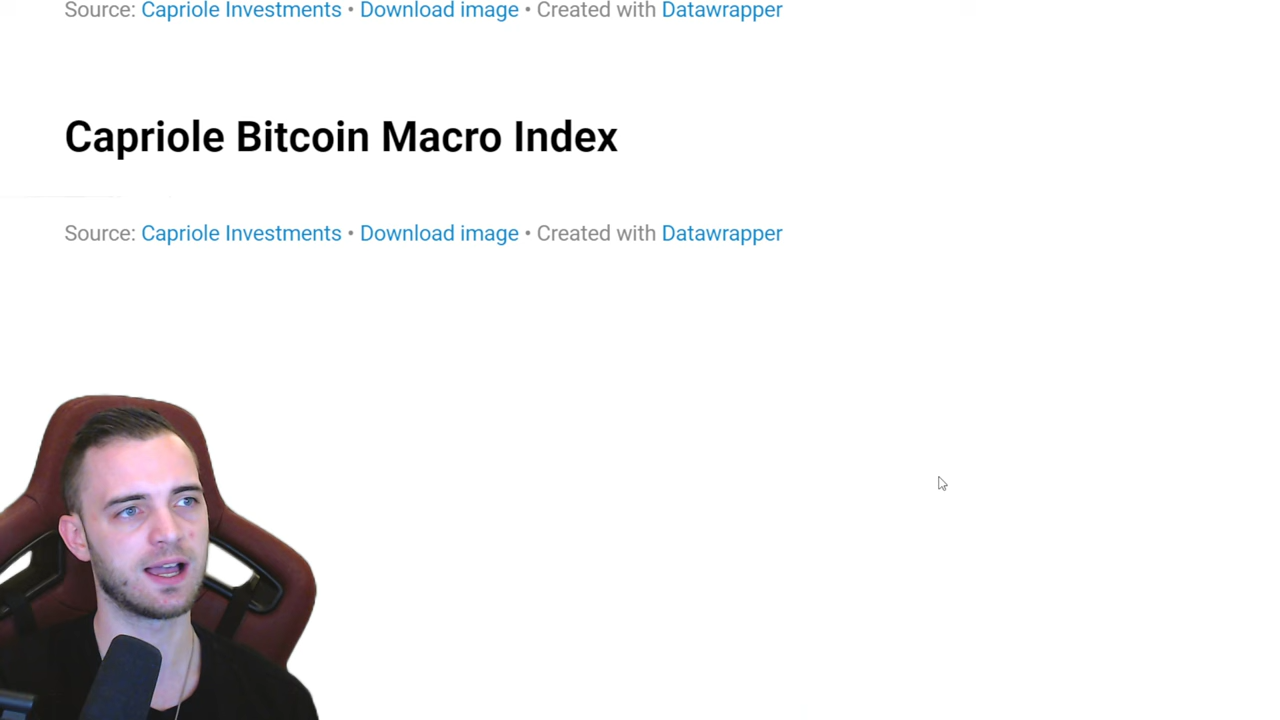 Source: Capriole Investments • Download image • Created with Datawrapper
Capriole Bitcoin Macro Index
Source: Capriole Investments • Download image • Created with Datawrapper